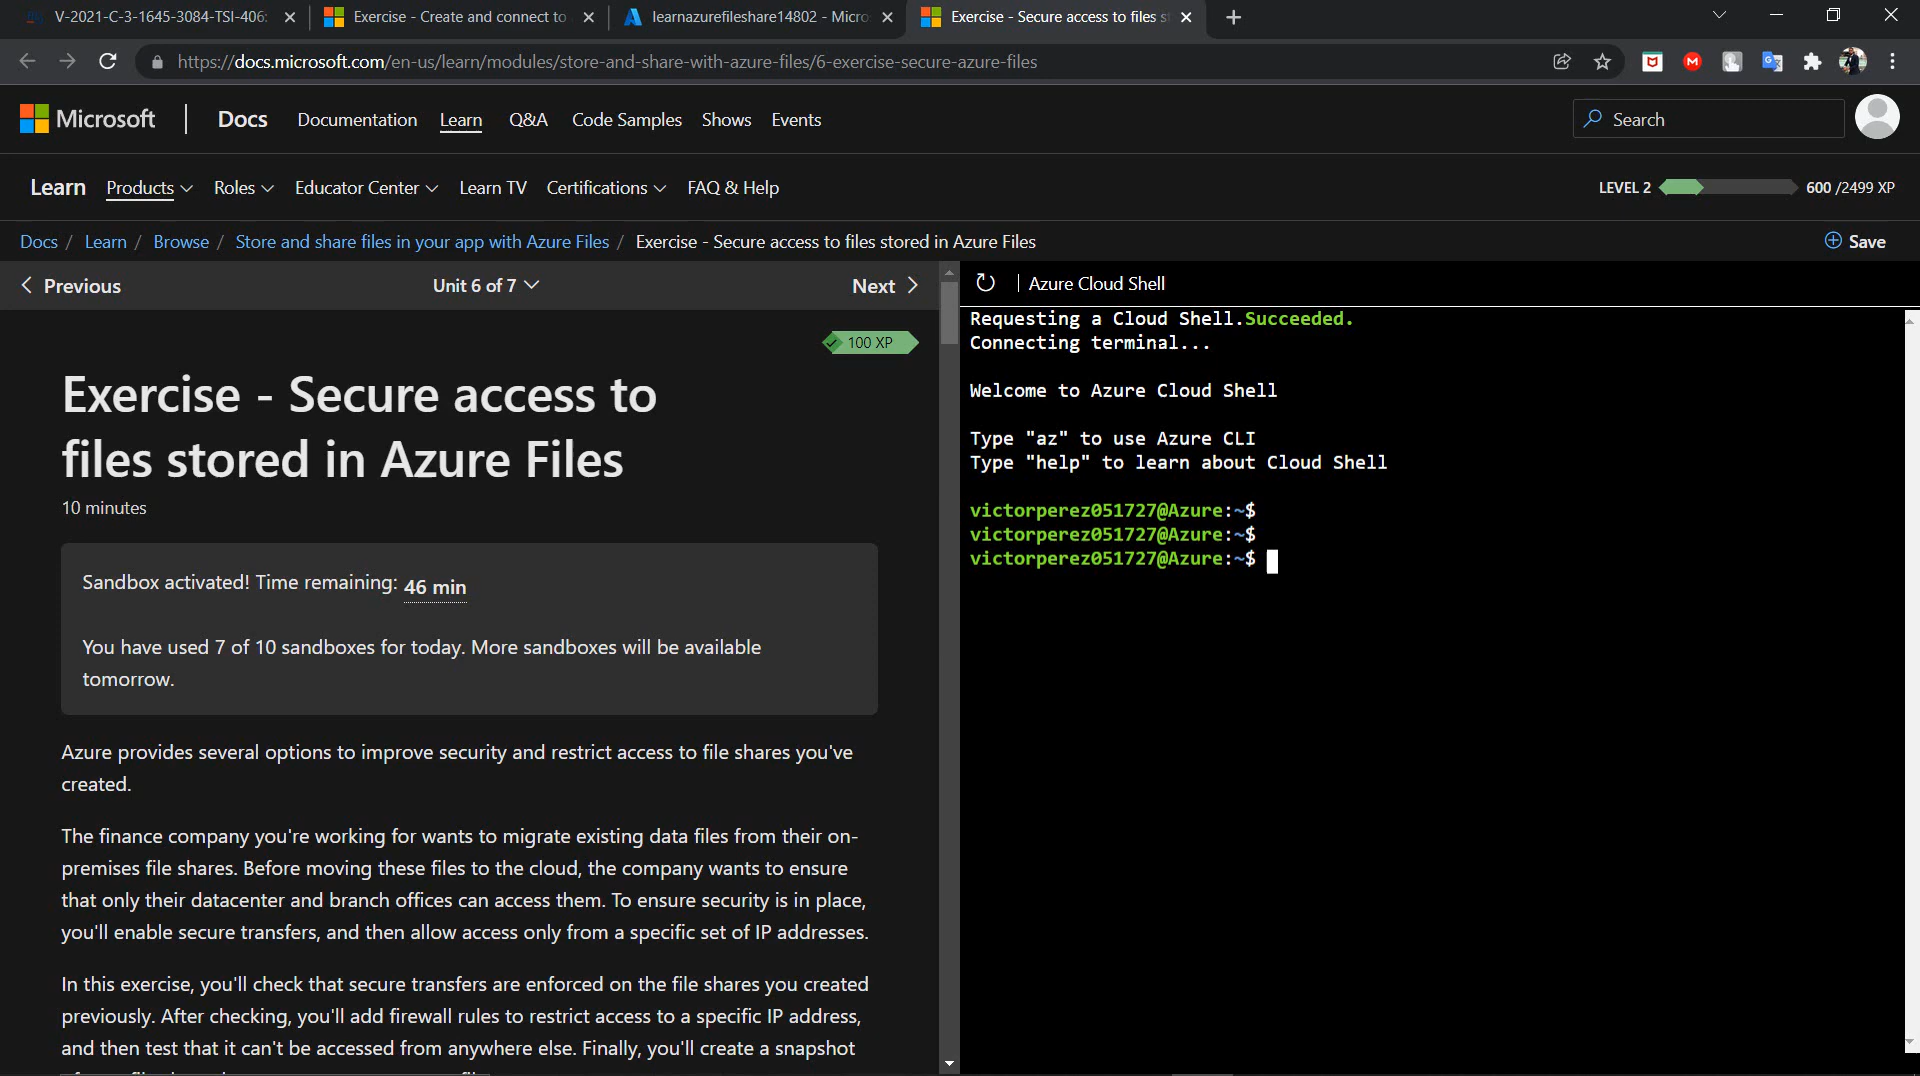 V-2021-C-3-1645-3084-TSI-406:
Exercise - Create and connect to
learnazurefileshare14802 - Micro
Exercise - Secure access to files s
https://docs.microsoft.com/en-us/learn/modules/store-and-share-with-azure-files/6-exercise-secure-azure-files
Microsoft
Docs
Documentation
Learn
Q&A
Code Samples
Shows
Events
Search
Learn
Products
Roles
Educator Center
Learn TV
Certifications
FAQ & Help
LEVEL 2
600 /2499 XP
Docs / Learn / Browse / Store and share files in your app with Azure Files / Exercise - Secure access to files stored in Azure Files
Save
Previous
Unit 6 of 7
Next
100 XP
Exercise - Secure access to
files stored in Azure Files
10 minutes
Sandbox activated! Time remaining: 46 min
You have used 7 of 10 sandboxes for today. More sandboxes will be available
tomorrow.
Azure provides several options to improve security and restrict access to file shares you've
created.
The finance company you're working for wants to migrate existing data files from their on-
premises file shares. Before moving these files to the cloud, the company wants to ensure
that only their datacenter and branch offices can access them. To ensure security is in place,
you'll enable secure transfers, and then allow access only from a specific set of IP addresses.
In this exercise, you'll check that secure transfers are enforced on the file shares you created
previously. After checking, you'll add firewall rules to restrict access to a specific IP address,
and then test that it can't be accessed from anywhere else. Finally, you'll create a snapshot
| Azure Cloud Shell
Requesting a Cloud Shell.Succeeded.
Connecting terminal...
Welcome to Azure Cloud Shell
Type "az" to use Azure CLI
Type "help" to learn about Cloud Shell
victorperez051727@Azure:~$
victorperez051727@Azure:~$
victorperez051727@Azure:~$